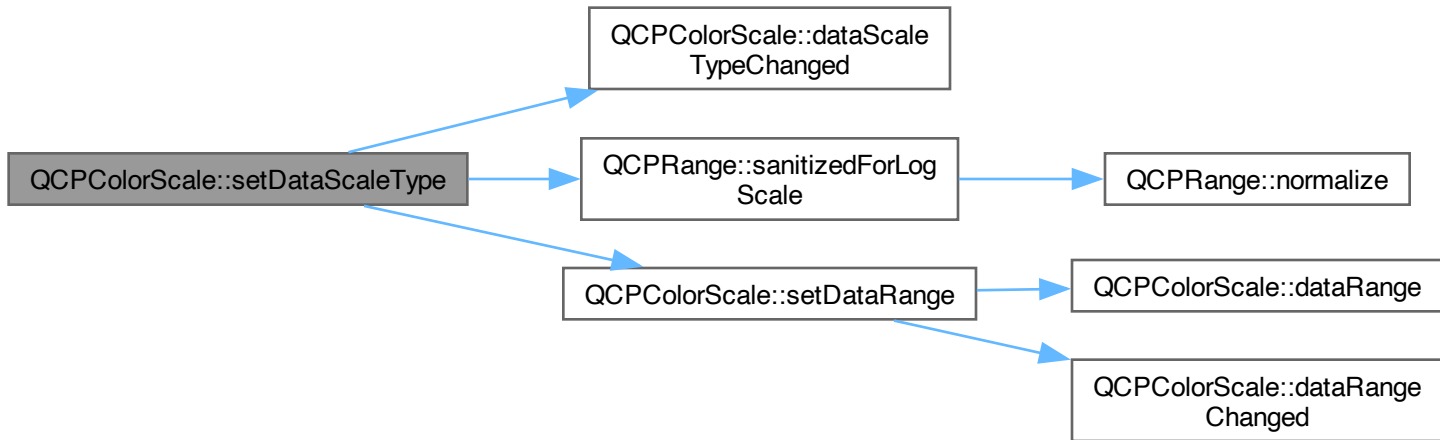 QCPColorScale::dataScale
TypeChanged
QCPColorScale::setDataScaleType
QCPRange::sanitizedForLog
Scale
QCPRange::normalize
QCPColorScale::setDataRange
QCPColorScale::dataRange
QCPColorScale::dataRange
Changed